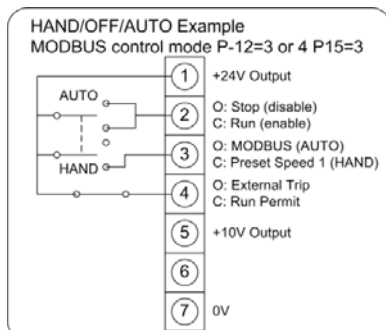 HAND/OFF/AUTO Example
MODBUS control mode P-12=3 or 4 P15=3
AUTO
HAND
1 +24V Output
2 O: Stop (disable)
C: Run (enable)
3 O: MODBUS (AUTO)
C: Preset Speed 1 (HAND)
4 O: External Trip
C: Run Permit
5 +10V Output
6
7 0V